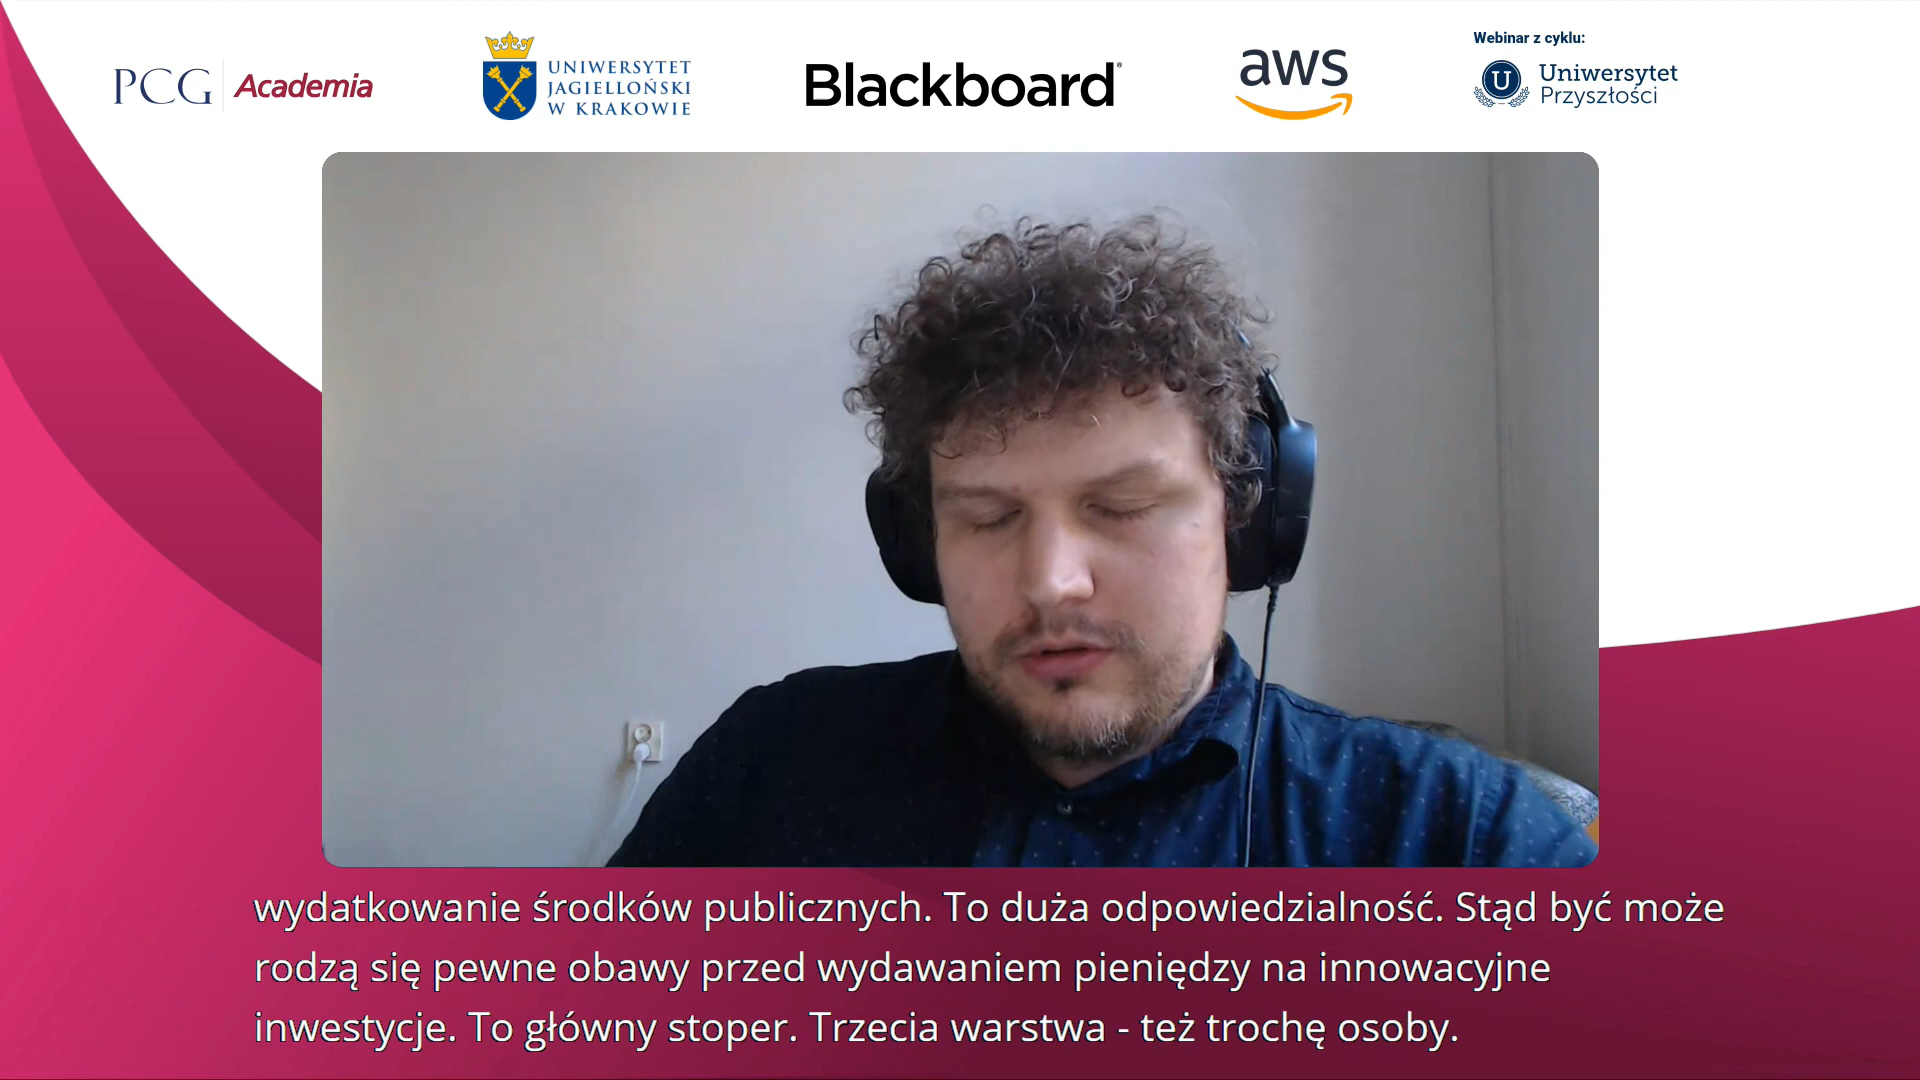 PCG Academia
UNIWERSYTET
JAGIELLOŃSKI
W KRAKOWIE
Blackboard
aws
Webinar z cyklu:
U
Uniwersytet
Przyszłości
wydatkowanie środków publicznych. To duża odpowiedzialność. Stąd być może
rodzą się pewne obawy przed wydawaniem pieniędzy na innowacyjne
inwestycje. To główny stoper. Trzecia warstwa - też trochę osoby.